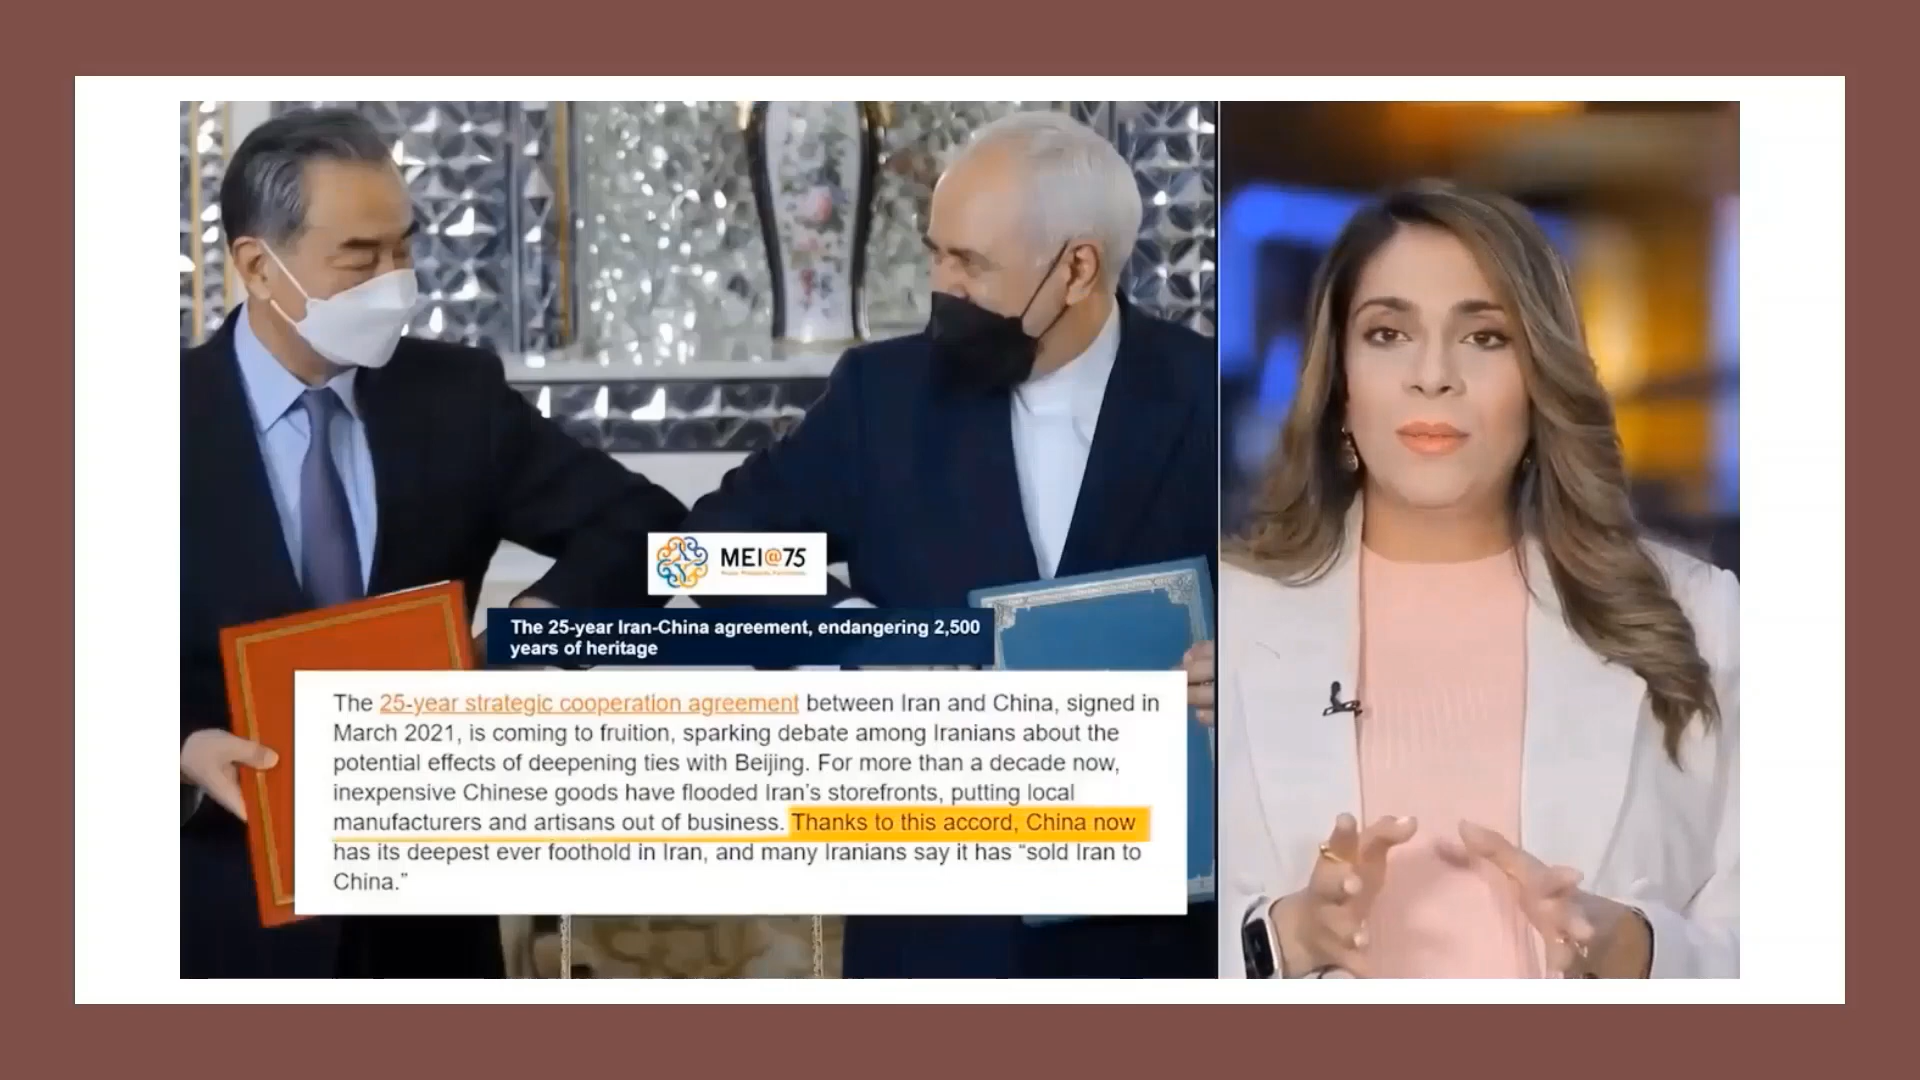 MEI@75
The 25-year Iran-China agreement, endangering 2,500
years of heritage
The 25-year strategic cooperation agreement between Iran and China, signed in
March 2021, is coming to fruition, sparking debate among Iranians about the
potential effects of deepening ties with Beijing. For more than a decade now,
inexpensive Chinese goods have flooded Iran’s storefronts, putting local
manufacturers and artisans out of business. Thanks to this accord, China now
has its deepest ever foothold in Iran, and many Iranians say it has “sold Iran to
China.”